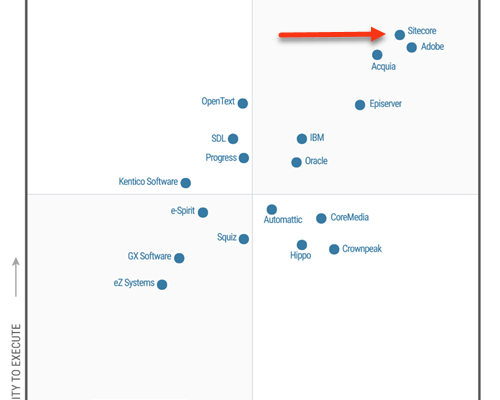 Sitecore
Adobe
Acquia
OpenText
Episerver
SDL
IBM
Progress
Oracle
Kentico Software
e-Spirit
Automattic
CoreMedia
Squiz
Hippo
Crownpeak
GX Software
eZ Systems
ITY TO EXECUTE